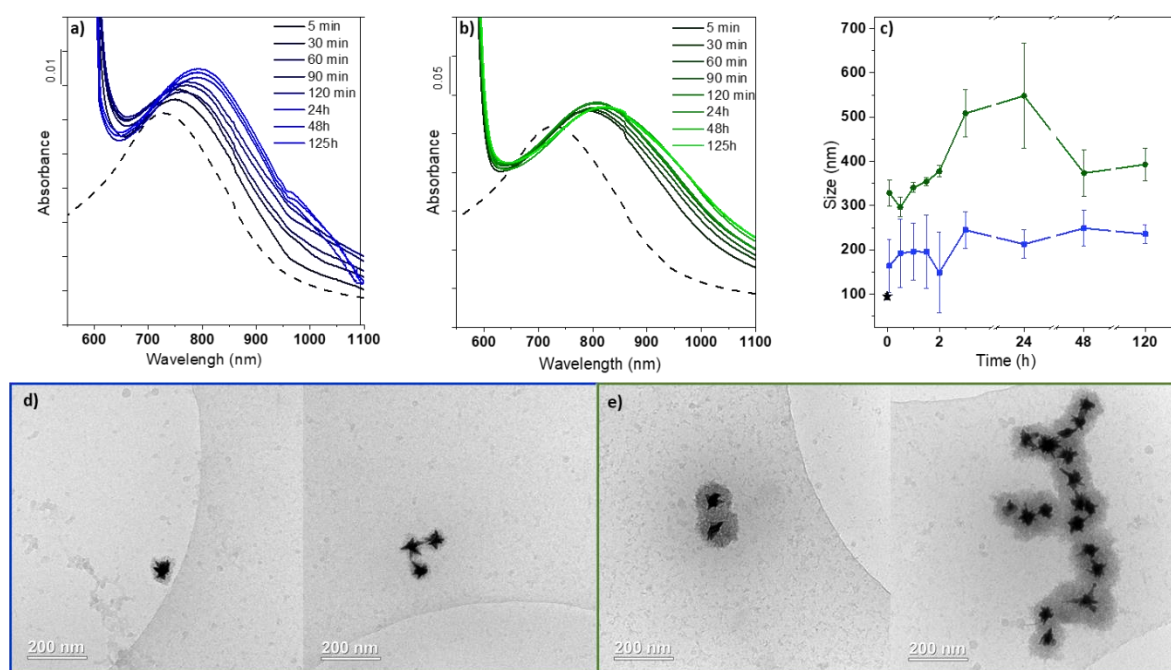 a)
5 min
30 min
60 min
90 min
120 min
24h
48h
125h
0.01
Absorbance
600 700 800 900 1000 1100
Wavelengh (nm)
b)
5 min
30 min
60 min
90 min
120 min
24h
48h
125h
0.05
Absorbance
600 700 800 900 1000 1100
Wavelength (nm)
c)
700
600
500
400
300
200
100
Size (nm)
0 2 24 48 120
Time (h)
d)
200 nm
200 nm
e)
200 nm
200 nm